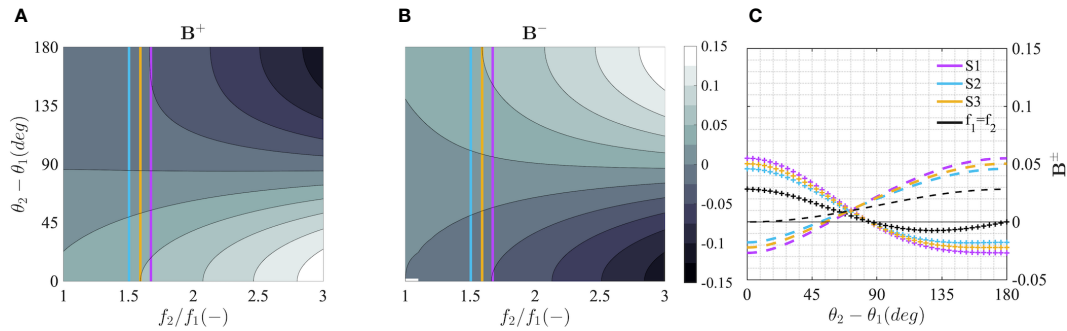 A
B⁺
180
135
90
45
0
θ₂ − θ₁(deg)
1
1.5
2
2.5
3
f₂/f₁(−)
B
B⁻
1
1.5
2
2.5
3
f₂/f₁(−)
0.15
0.1
0.05
0
-0.05
-0.1
-0.15
C
S1
S2
S3
f₁=f₂
0.15
0.1
0.05
0
-0.05
B±
0
45
90
135
180
θ₂ − θ₁(deg)